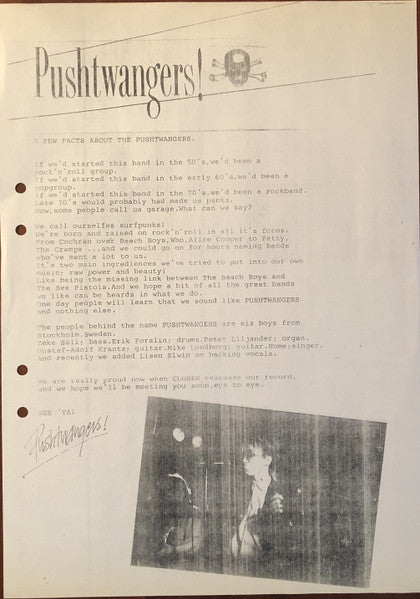 Pushtwangers!
A FEW FACTS ABOUT THE PUSHTWANGERS.
If we'd started this band in the 50's,we'd been a
rock'n'roll group.
If we'd started this band in the early 60's,we'd been a
popgroup.
If we'd started this band in the 70's,we'd been a rockband.
Late 70's would probably had made us punks.
Now,some people call us garage.What can we say?
We call ourselfes surfpunks!
We're born and raised on rock'n'roll in all it's forms.
From Cochran over Beach Boys,Who,Alice Cooper to Petty,
The Cramps ...and we could go on for hours naming bands
who've ment a lot to us.
It's two main ingrediences we've tried to put into our own
music; raw power and beauty!
Like being the missing link between The Beach Boys and
The Sex Pistols.And we hope a bit of all the great bands
we like can be heards in what we do.
One day people will learn that we sound like PUSHTWANGERS
and nothing else.
The people behind the name PUSHTWANGERS are six boys from
Stockholm,Sweden.
Zeke Säll; bass.Erik Forslin; drums.Peter Liljander; organ.
Gustaf-Adolf Krantz; guitar.Mike Lundborg; guitar.Nome;singer.
And recently we added Lisen Elwin on backing vocals.
We are really proud now when CLOSER releases our record,
and we hope we'll be meeting you soon,eye to eye.
SEE 'YA!
Pushtwangers!